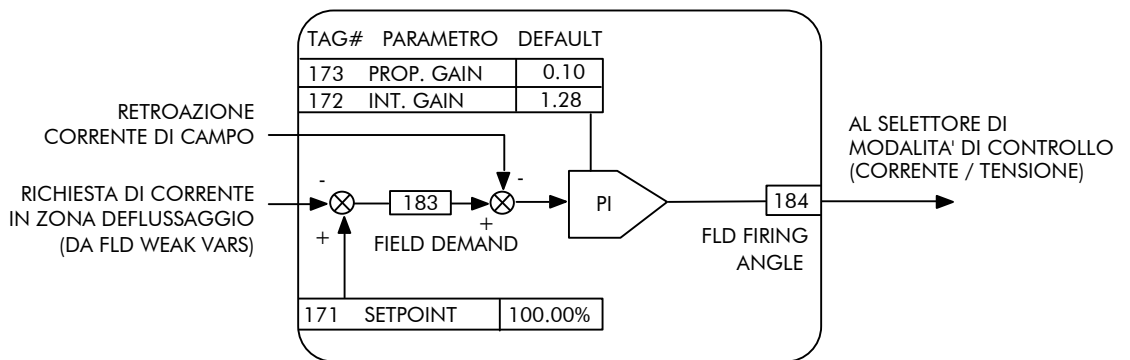 TAG# PARAMETRO DEFAULT
173 PROP. GAIN 0.10
172 INT. GAIN 1.28
RETROAZIONE
CORRENTE DI CAMPO
AL SELETTORE DI
MODALITA' DI CONTROLLO
(CORRENTE / TENSIONE)
RICHIESTA DI CORRENTE
IN ZONA DEFLUSSAGGIO
(DA FLD WEAK VARS)
-
+
183
FIELD DEMAND
-
+
PI
184
FLD FIRING
ANGLE
171 SETPOINT 100.00%